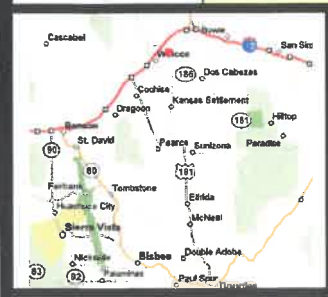 Cascabel
Bowie
San Sim
Willcox
186
Dos Cabezas
Cochise
Kansas Settlement
Dragoon
181
Hilltop
Benson
Paradise
St. David
90
Pearce
Sunizona
80
191
Tombstone
Elfrida
City
McNeal
Sierra Vista
Bisbee
Double Adobe
83
92
Paul Spur
Douglas